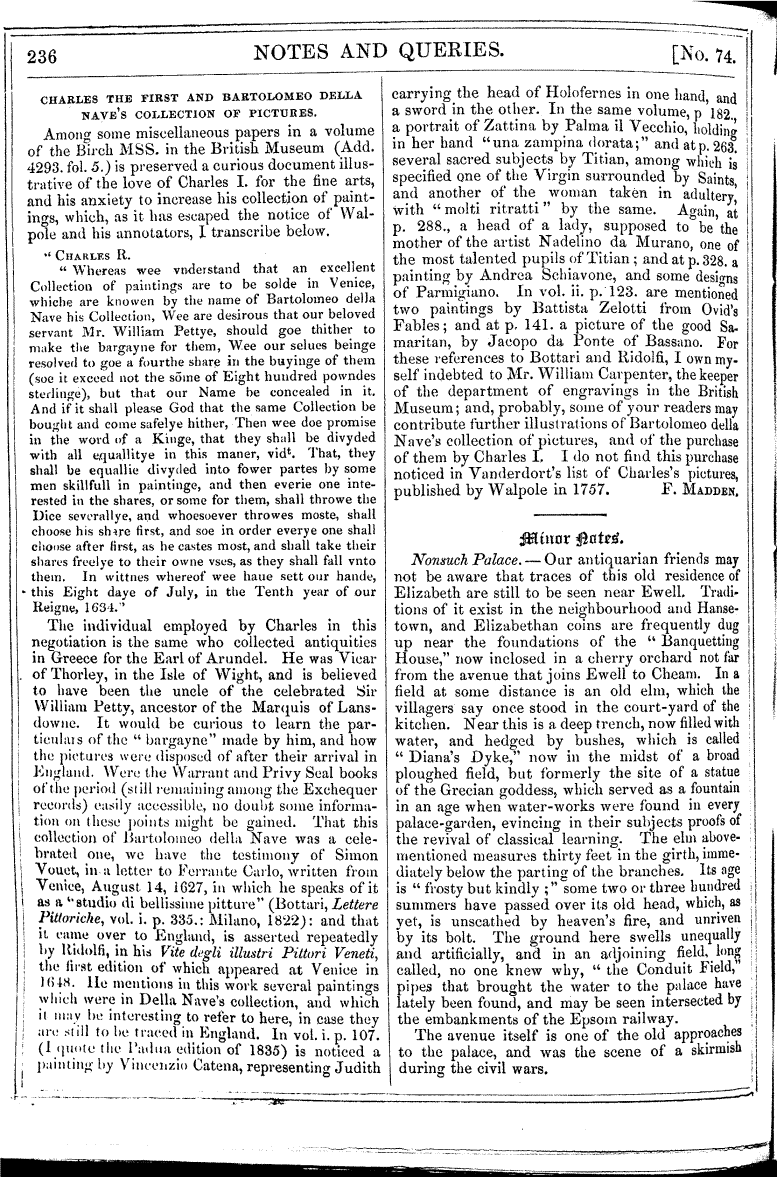 236 NOTES AND QUERIES. [No. 74.
CHARLES THE FIRST AND BARTOLOMEO DELLA
NAVE'S COLLECTION OF PICTURES.
Among some miscellaneous papers in a volume
of the Birch MSS. in the British Museum (Add.
4293. fol. 5.) is preserved a curious document illus-
trative of the love of Charles I. for the fine arts,
and his anxiety to increase his collection of paint-
ings, which, as it has escaped the notice of Wal-
pole and his annotators, I transcribe below.
"CHARLES R.
"Whereas wee vnderstand that an excellent
Collection of paintings are to be solde in Venice,
whiche are knowen by the name of Bartolomeo della
Nave his Collection, Wee are desirous that our beloved
servant Mr. William Pettye, should goe thither to
make the bargayne for them, Wee our selues beinge
resolved to goe a fourthe share in the buyinge of them
(soe it exceed not the sōme of Eight hundred powndes
sterlinge), but that our Name be concealed in it.
And if it shall please God that the same Collection be
bought and come safelye hither, Then wee doe promise
in the word of a Kinge, that they shall be divyded
with all equallitye in this maner, vidt. That, they
shall be equallie divyded into fower partes by some
men skillfull in paintinge, and then everie one inte-
rested in the shares, or some for them, shall throwe the
Dice severallye, and whoesoever throwes moste, shall
choose his share first, and soe in order everye one shall
choose after first, as he castes most, and shall take their
shares freelye to their owne vses, as they shall fall vnto
them. In wittnes whereof wee haue sett our hande,
this Eight daye of July, in the Tenth year of our
Reigne, 1634."
The individual employed by Charles in this
negotiation is the same who collected antiquities
in Greece for the Earl of Arundel. He was Vicar
of Thorley, in the Isle of Wight, and is believed
to have been the uncle of the celebrated Sir
William Petty, ancestor of the Marquis of Lans-
downe. It would be curious to learn the par-
ticulars of the "bargayne" made by him, and how
the pictures were disposed of after their arrival in
England. Were the Warrant and Privy Seal books
of the period (still remaining among the Exchequer
records) easily accessible, no doubt some informa-
tion on these points might be gained. That this
collection of Bartolomeo della Nave was a cele-
brated one, we have the testimony of Simon
Vouet, in a letter to Ferrante Carlo, written from
Venice, August 14, 1627, in which he speaks of it
as a "studio di bellissime pitture" (Bottari, Lettere
Pittoriche, vol. i. p. 335.: Milano, 1822): and that
it came over to England, is asserted repeatedly
by Ridolfi, in his Vite degli illustri Pittori Veneti,
the first edition of which appeared at Venice in
1648. He mentions in this work several paintings
which were in Della Nave's collection, and which
it may be interesting to refer to here, in case they
are still to be traced in England. In vol. i. p. 107.
(I quote the Padua edition of 1835) is noticed a
painting by Vincenzio Catena, representing Judith
carrying the head of Holofernes in one hand, and
a sword in the other. In the same volume, p 182.,
a portrait of Zattina by Palma il Vecchio, holding
in her hand "una zampina dorata;" and at p. 263.
several sacred subjects by Titian, among which is
specified one of the Virgin surrounded by Saints,
and another of the woman taken in adultery,
with "molti ritratti" by the same. Again, at
p. 288., a head of a lady, supposed to be the
mother of the artist Nadelino da Murano, one of
the most talented pupils of Titian; and at p. 328. a
painting by Andrea Schiavone, and some designs
of Parmigiano. In vol. ii. p. 123. are mentioned
two paintings by Battista Zelotti from Ovid's
Fables; and at p. 141. a picture of the good Sa-
maritan, by Jacopo da Ponte of Bassano. For
these references to Bottari and Ridolfi, I own my-
self indebted to Mr. William Carpenter, the keeper
of the department of engravings in the British
Museum; and, probably, some of your readers may
contribute further illustrations of Bartolomeo della
Nave's collection of pictures, and of the purchase
of them by Charles I. I do not find this purchase
noticed in Vanderdort's list of Charles's pictures,
published by Walpole in 1757. F. MADDEN.
Minor Notes.
Nonsuch Palace.—Our antiquarian friends may
not be aware that traces of this old residence of
Elizabeth are still to be seen near Ewell. Tradi-
tions of it exist in the neighbourhood and Hanse-
town, and Elizabethan coins are frequently dug
up near the foundations of the "Banquetting
House," now inclosed in a cherry orchard not far
from the avenue that joins Ewell to Cheam. In a
field at some distance is an old elm, which the
villagers say once stood in the court-yard of the
kitchen. Near this is a deep trench, now filled with
water, and hedged by bushes, which is called
"Diana's Dyke," now in the midst of a broad
ploughed field, but formerly the site of a statue
of the Grecian goddess, which served as a fountain
in an age when water-works were found in every
palace-garden, evincing in their subjects proofs of
the revival of classical learning. The elm above-
mentioned measures thirty feet in the girth, imme-
diately below the parting of the branches. Its age
is "frosty but kindly;" some two or three hundred
summers have passed over its old head, which, as
yet, is unscathed by heaven's fire, and unriven
by its bolt. The ground here swells unequally
and artificially, and in an adjoining field, long
called, no one knew why, "the Conduit Field,"
pipes that brought the water to the palace have
lately been found, and may be seen intersected by
the embankments of the Epsom railway.
The avenue itself is one of the old approaches
to the palace, and was the scene of a skirmish
during the civil wars.